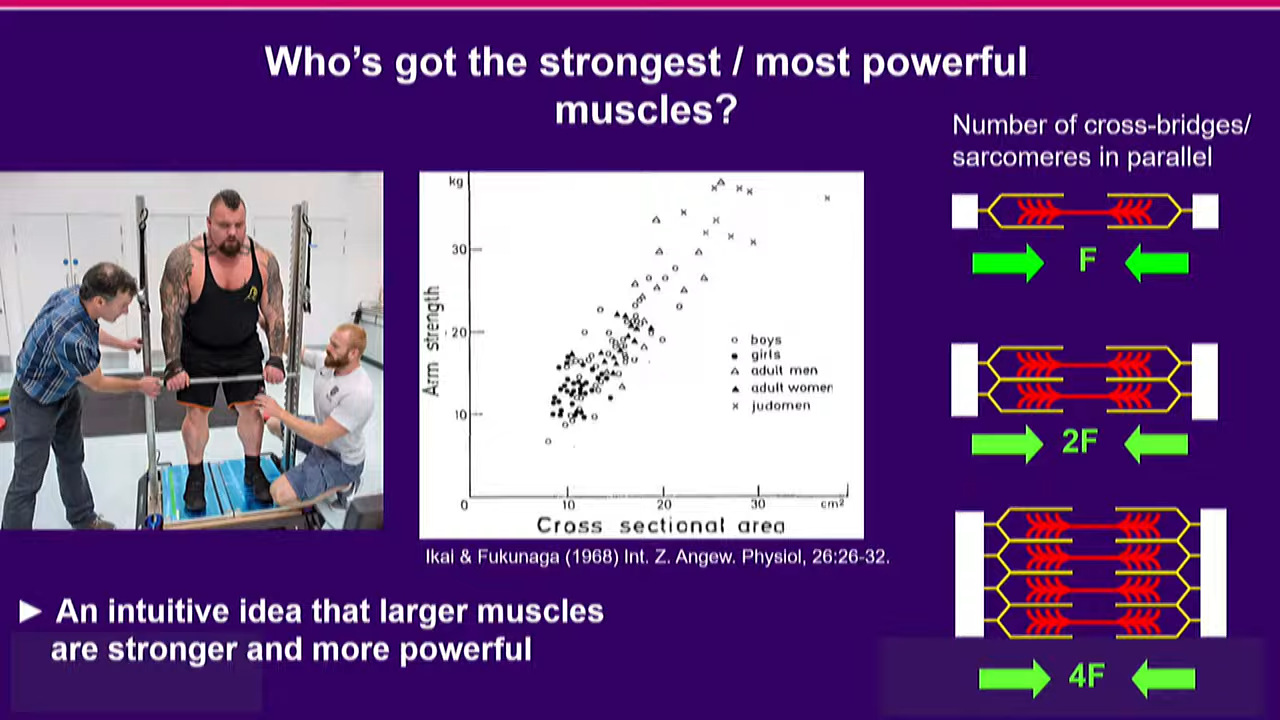 Who's got the strongest / most powerful
muscles?
Number of cross-bridges/
sarcomeres in parallel
F
2F
4F
kg
30
20
10
0
10
20
30
cm²
Arm strength
Cross sectional area
boys
girls
adult men
adult women
judomen
Ikai & Fukunaga (1968) Int. Z. Angew. Physiol, 26:26-32.
► An intuitive idea that larger muscles
are stronger and more powerful